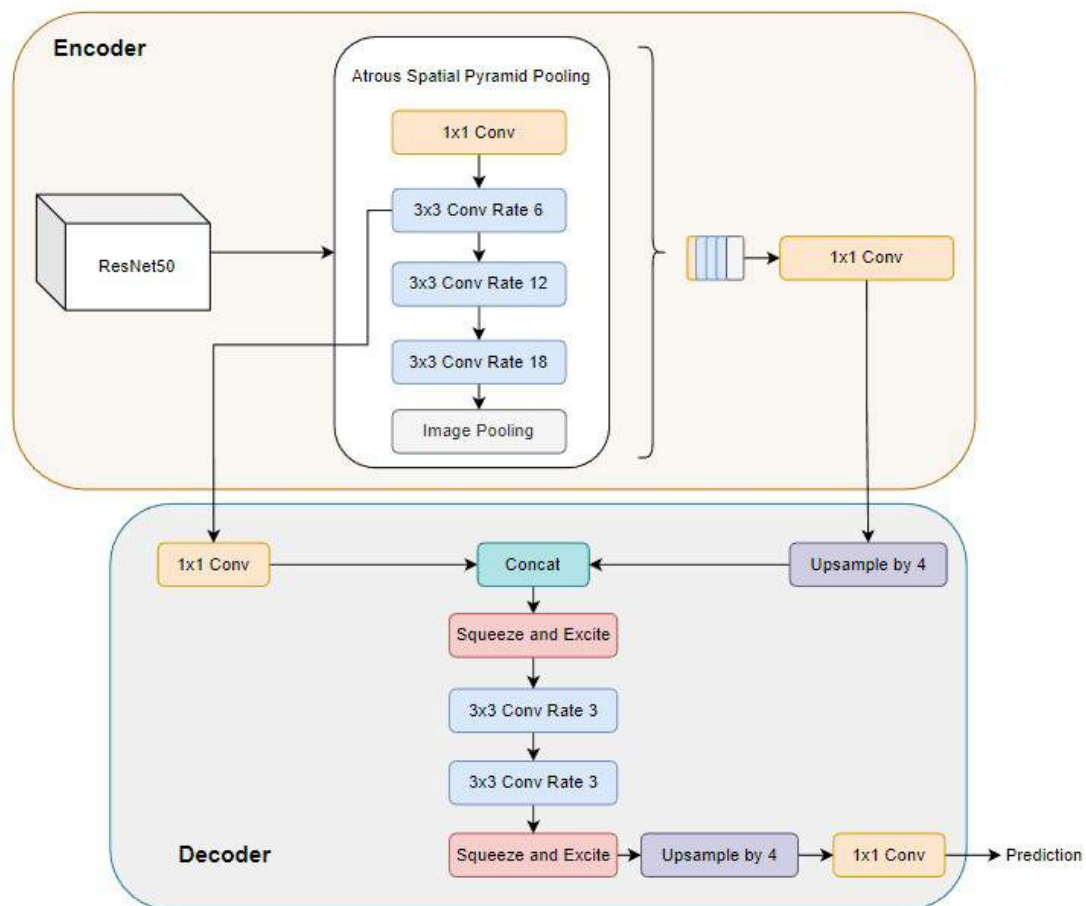 Encoder
Atrous Spatial Pyramid Pooling
1x1 Conv
3x3 Conv Rate 6
ResNet50
1x1 Conv
3x3 Conv Rate 12
3x3 Conv Rate 18
Image Pooling
1x1 Conv
Concat
Upsample by 4
Squeeze and Excite
3x3 Conv Rate 3
3x3 Conv Rate 3
Decoder
Squeeze and Excite
Upsample by 4
1x1 Conv
Prediction